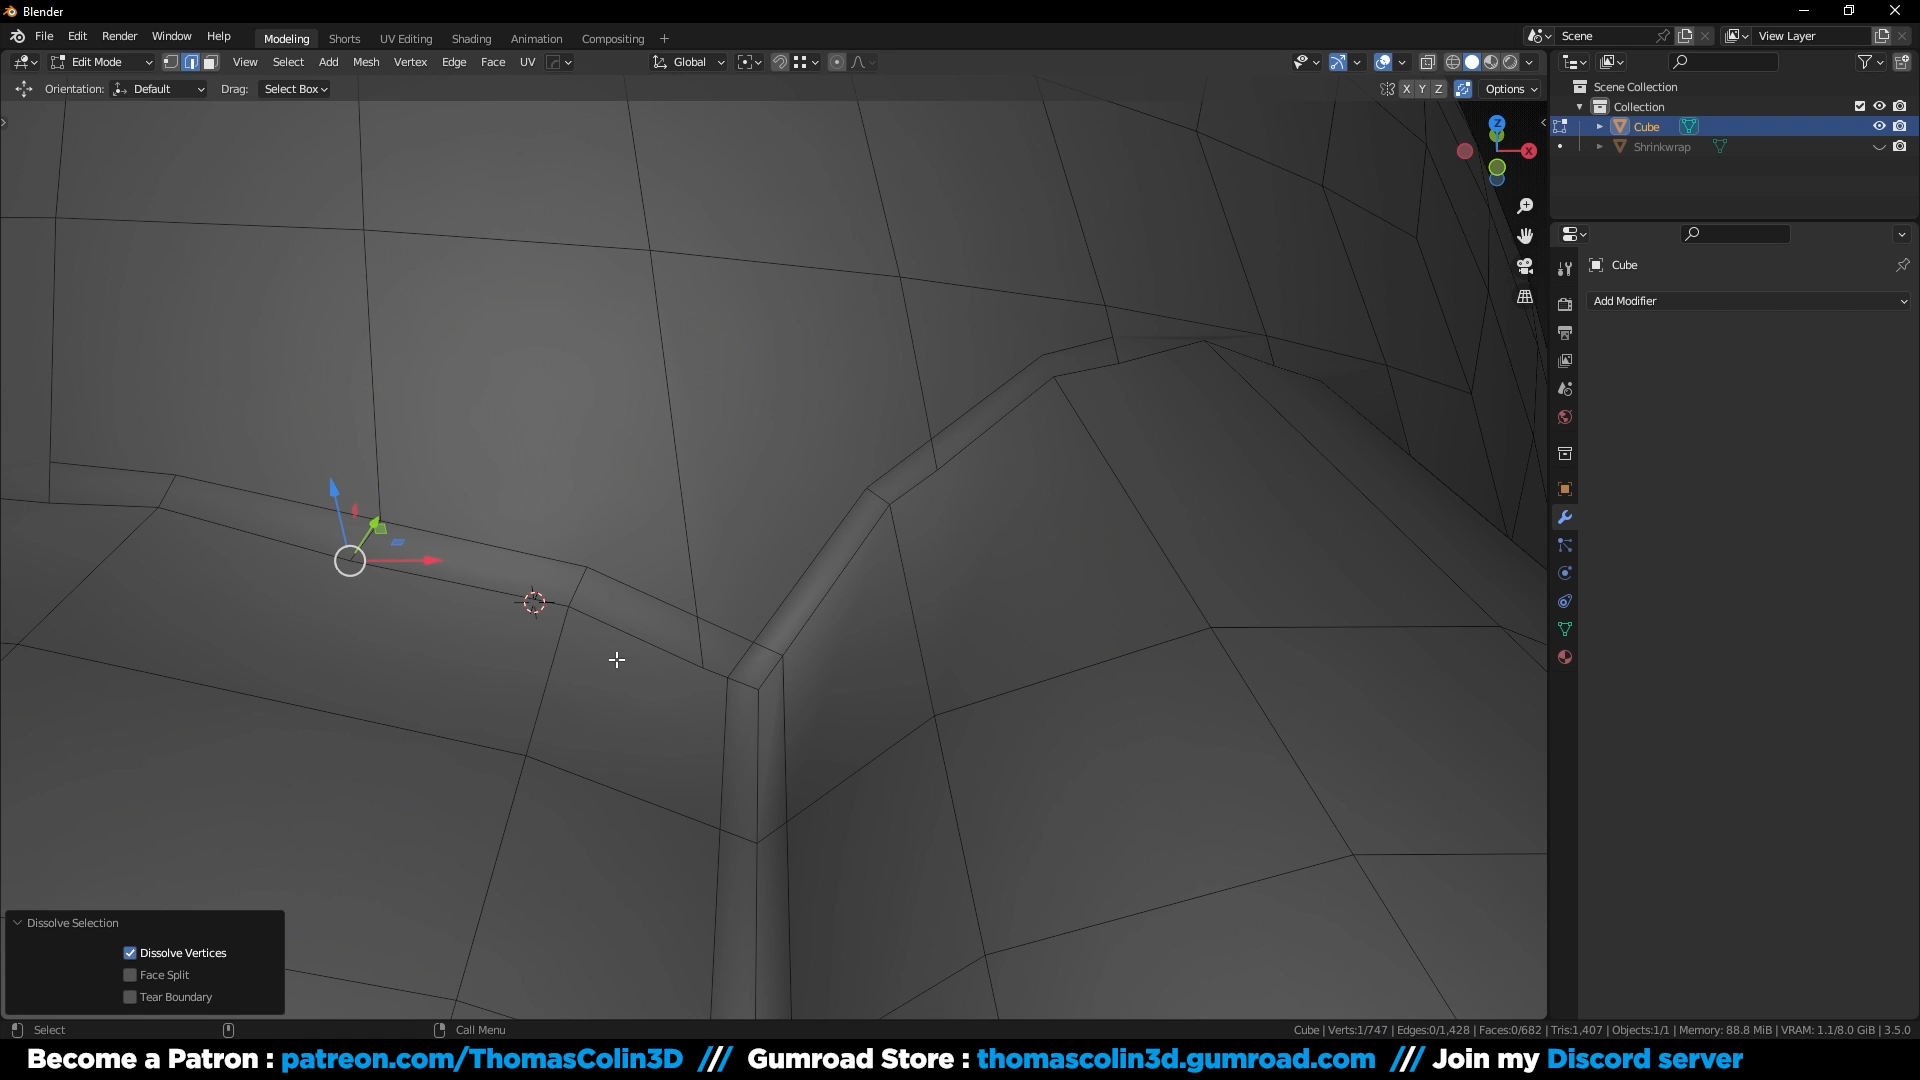 Blender
File Edit Render Window Help
Modeling Shorts UV Editing Shading Animation Compositing +
Scene
View Layer
Edit Mode View Select Add Mesh Vertex Edge Face UV
Global
Orientation: Default Drag: Select Box
X Y Z Options
Scene Collection
Collection
Cube
Shrinkwrap
Z
X
Cube
Add Modifier
Dissolve Selection
Dissolve Vertices
Face Split
Tear Boundary
Select
Call Menu
Cube | Verts:1/747 | Edges:0/1,428 | Faces:0/682 | Tris:1,407 | Objects:1/1 | Memory: 88.8 MiB | VRAM: 1.1/8.0 GiB | 3.5.0
Become a Patron : patreon.com/ThomasColin3D /// Gumroad Store : thomascolin3d.gumroad.com /// Join my Discord server